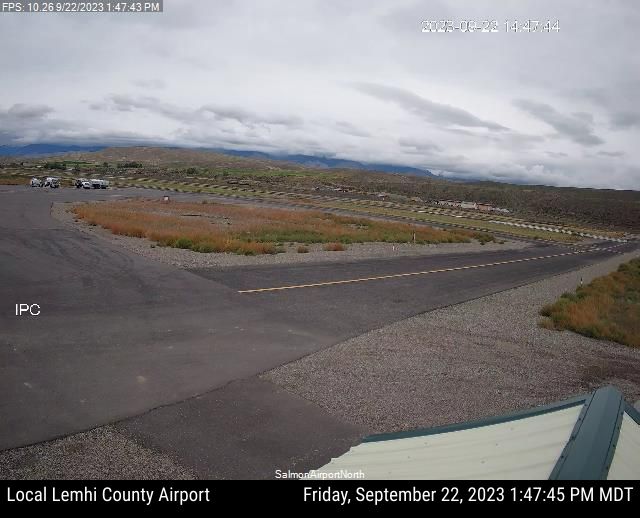 FPS: 10.26 9/22/2023 1:47:43 PM
2023-09-22 14:47:44
IPC
SalmonAirportNorth
Local Lemhi County Airport
Friday, September 22, 2023 1:47:45 PM MDT